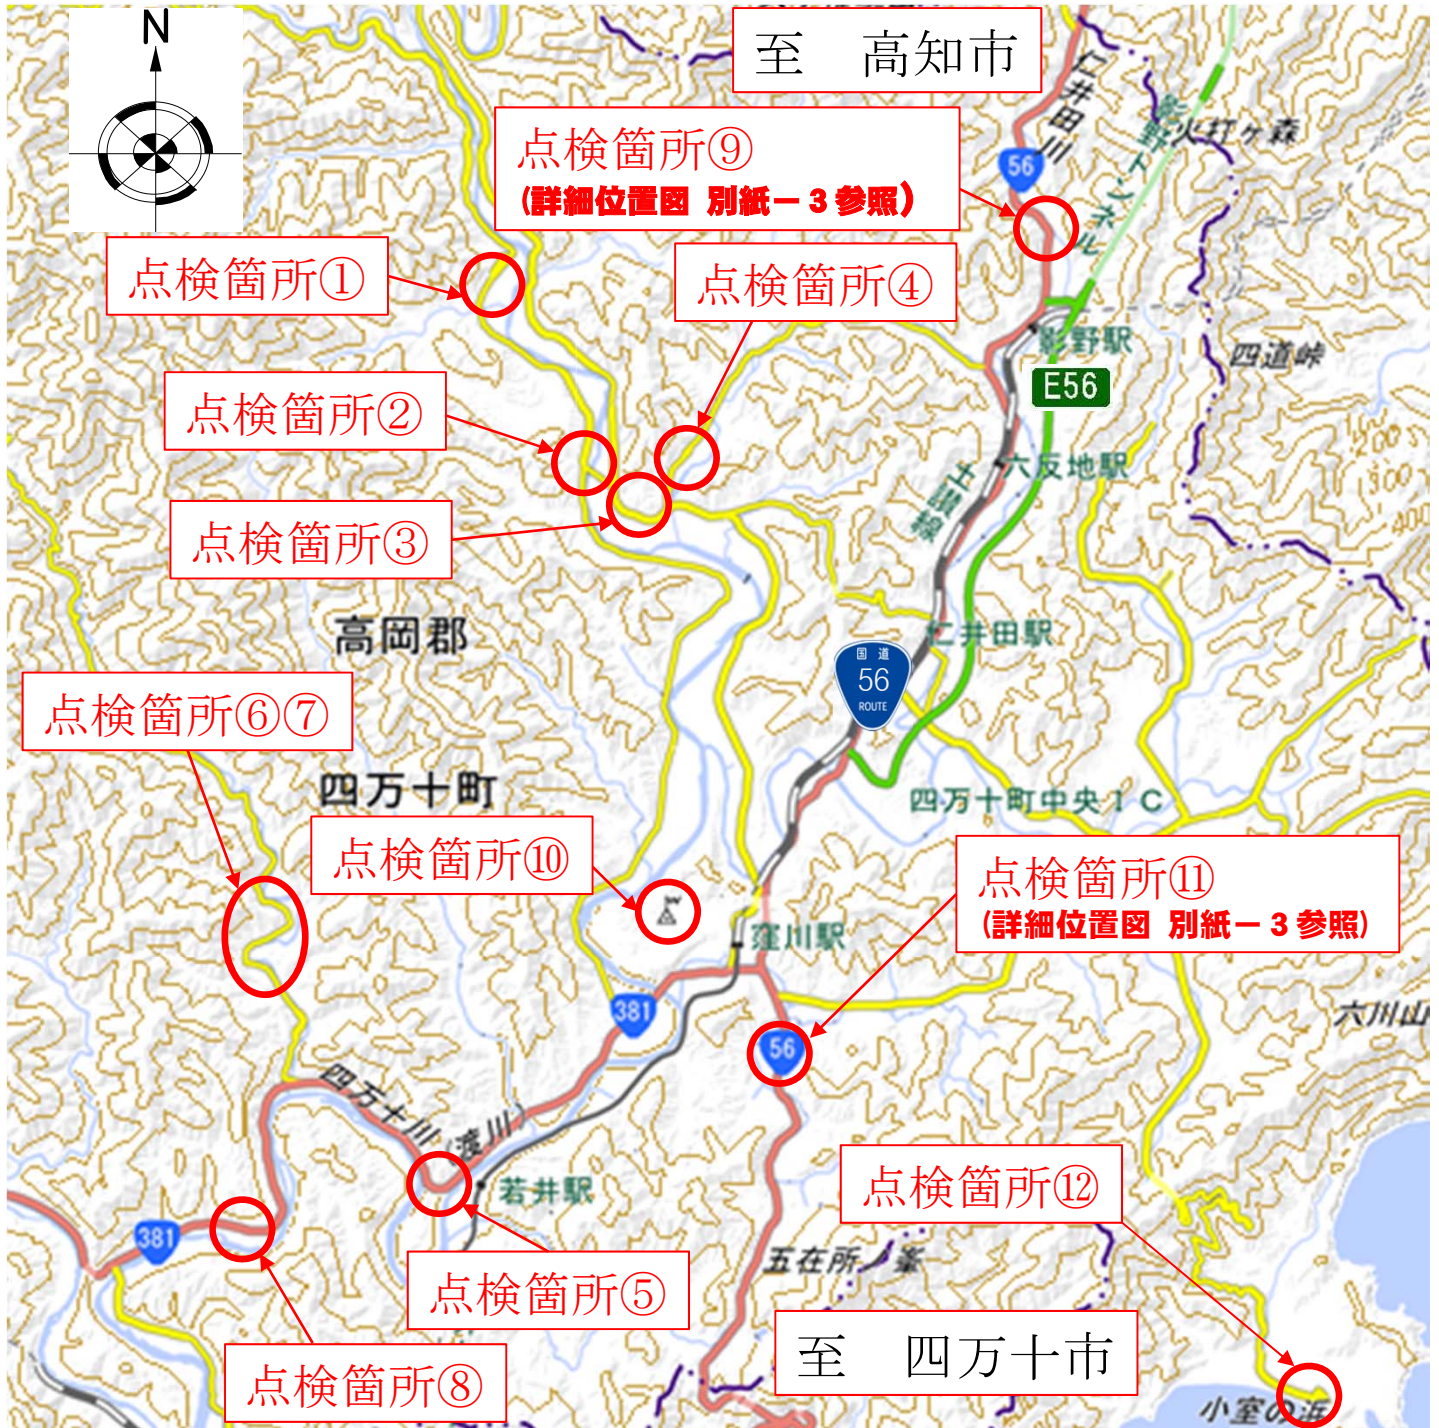 N
至　高知市
仁井田川
影野トンネル
火打ヶ森
点検箇所⑨
(詳細位置図 別紙－3参照)
56
点検箇所①
点検箇所④
影野駅
四道峠
E56
点検箇所②
六反地駅
土讃線
点検箇所③
400
高岡郡
仁井田駅
国道
56
ROUTE
点検箇所⑥⑦
四万十町
四万十町中央IC
点検箇所⑩
点検箇所⑪
(詳細位置図 別紙－3参照)
窪川駅
381
六川山
56
四万十川（渡川）
点検箇所⑫
若井駅
381
五在所ノ峯
点検箇所⑤
至　四万十市
点検箇所⑧
小室の浜